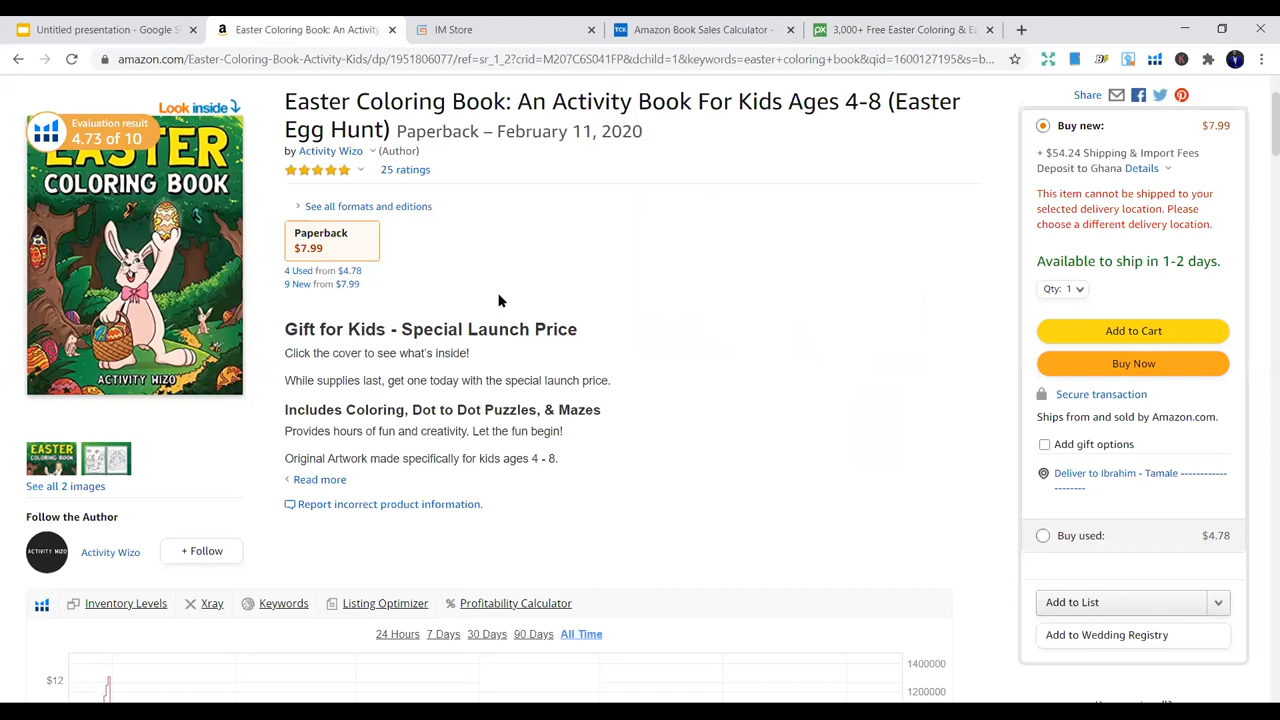 Untitled presentation - Google S
Easter Coloring Book: An Activity
IM Store
TCK
Amazon Book Sales Calculator -
px
3,000+ Free Easter Coloring & Ea
amazon.com/Easter-Coloring-Book-Activity-Kids/dp/1951806077/ref=sr_1_2?crid=M207C6S041FP&dchild=1&keywords=easter+coloring+book&qid=1600127195&s=b...
Look inside
Evaluation result
4.73 of 10
EASTER
COLORING BOOK
ACTIVITY WIZO
See all 2 images
Follow the Author
ACTIVITY WIZO
Activity Wizo
+ Follow
Easter Coloring Book: An Activity Book For Kids Ages 4-8 (Easter
Egg Hunt) Paperback – February 11, 2020
by Activity Wizo (Author)
25 ratings
See all formats and editions
Paperback
$7.99
4 Used from $4.78
9 New from $7.99
Gift for Kids - Special Launch Price
Click the cover to see what's inside!
While supplies last, get one today with the special launch price.
Includes Coloring, Dot to Dot Puzzles, & Mazes
Provides hours of fun and creativity. Let the fun begin!
Original Artwork made specifically for kids ages 4 - 8.
Read more
Report incorrect product information.
Share
Buy new: $7.99
+ $54.24 Shipping & Import Fees
Deposit to Ghana Details
This item cannot be shipped to your
selected delivery location. Please
choose a different delivery location.
Available to ship in 1-2 days.
Qty: 1
Add to Cart
Buy Now
Secure transaction
Ships from and sold by Amazon.com.
Add gift options
Deliver to Ibrahim - Tamale ------------
--------
Buy used: $4.78
Add to List
Add to Wedding Registry
Inventory Levels
Xray
Keywords
Listing Optimizer
% Profitability Calculator
24 Hours 7 Days 30 Days 90 Days All Time
$12
1400000
1200000